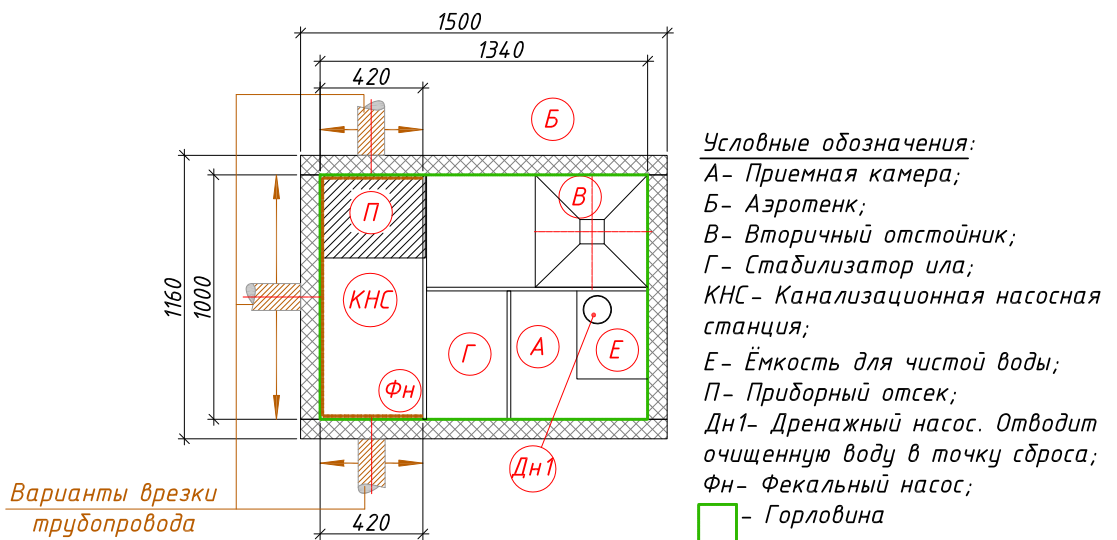 1500
1340
420
Б
Условные обозначения:
А- Приемная камера;
Б- Аэротенк;
В- Вторичный отстойник;
Г- Стабилизатор ила;
КНС- Канализационная насосная
станция;
Е- Ёмкость для чистой воды;
П- Приборный отсек;
Дн1- Дренажный насос. Отводит
очищенную воду в точку сброса;
Фн- Фекальный насос;
- Горловина
В
П
1160
1000
КНС
Г
А
Е
Фн
Дн1
Варианты врезки
трубопровода
420